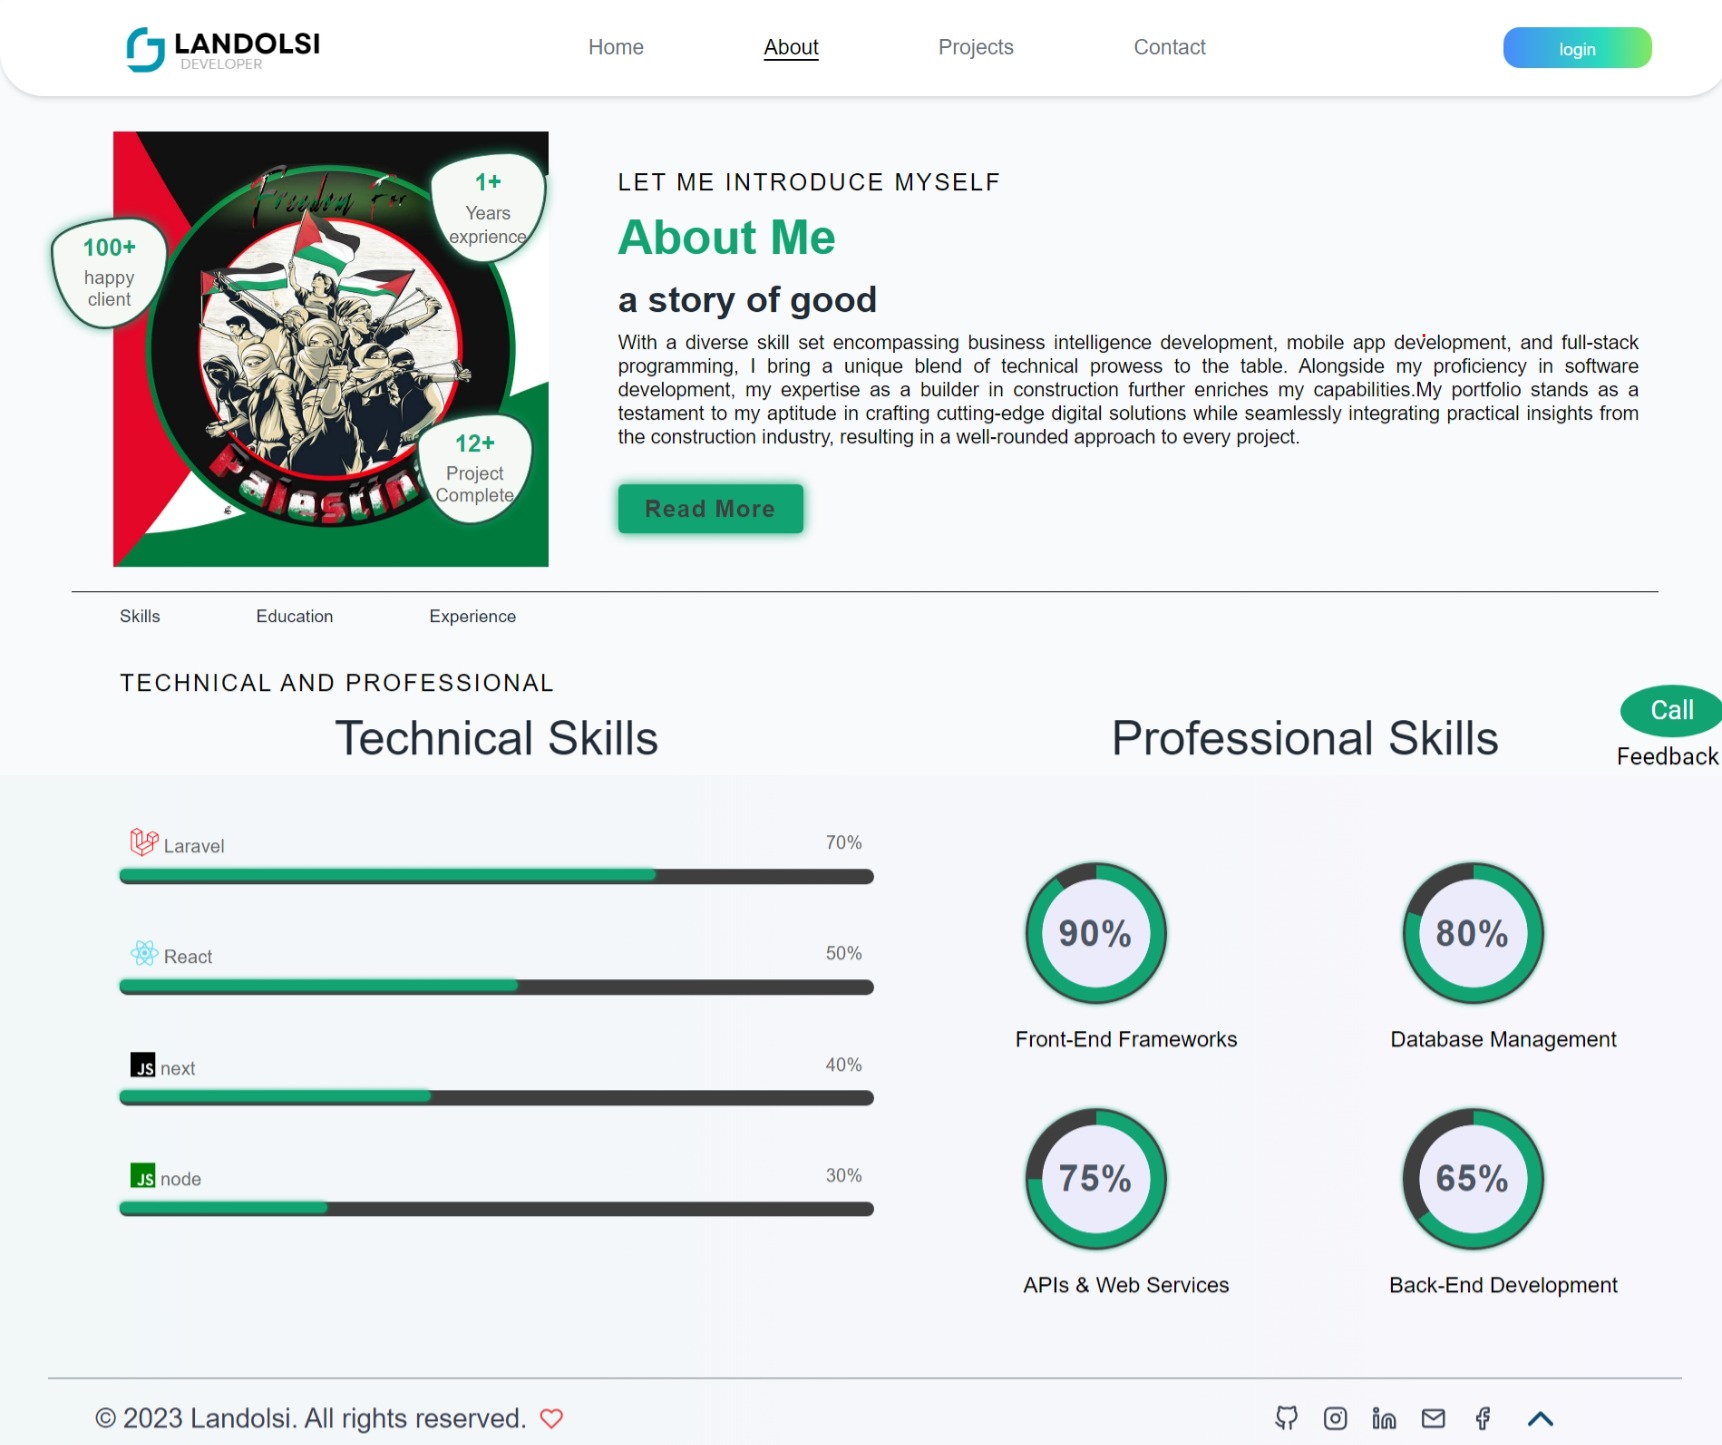 LANDOLSI
DEVELOPER
Home
About
Projects
Contact
login
Freedom For
1+
Years
exprience
100+
happy
client
12+
Project
Complete
LET ME INTRODUCE MYSELF
About Me
a story of good
With a diverse skill set encompassing business intelligence development, mobile app development, and full-stack
programming, I bring a unique blend of technical prowess to the table. Alongside my proficiency in software
development, my expertise as a builder in construction further enriches my capabilities.My portfolio stands as a
testament to my aptitude in crafting cutting-edge digital solutions while seamlessly integrating practical insights from
the construction industry, resulting in a well-rounded approach to every project.
Read More
Skills
Education
Experience
TECHNICAL AND PROFESSIONAL
Technical Skills
Professional Skills
Call
Feedback
Laravel
70%
React
50%
JS next
40%
JS node
30%
90%
Front-End Frameworks
80%
Database Management
75%
APIs & Web Services
65%
Back-End Development
© 2023 Landolsi. All rights reserved.